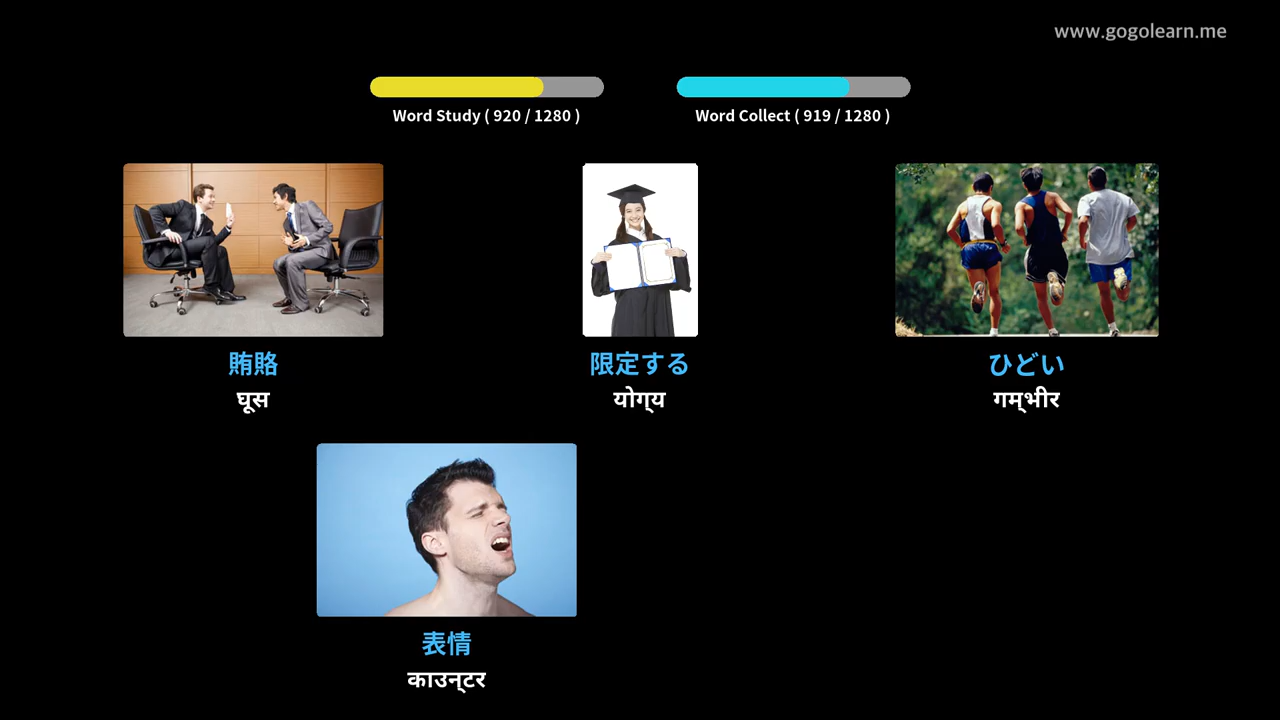 www.gogolearn.me
Word Study ( 920 / 1280 )
Word Collect ( 919 / 1280 )
賄賂
घूस
限定する
योग्‌य
ひどい
गम्‌भीर
表情
काउन्‌टर